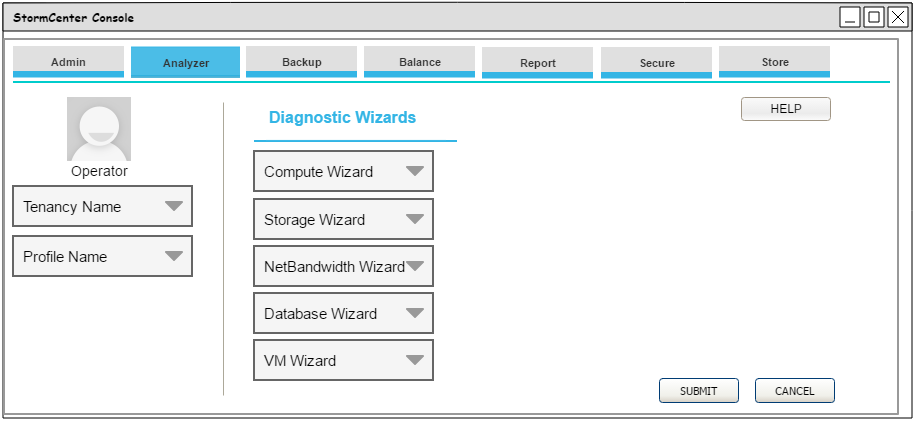 StormCenter Console
Admin
Analyzer
Backup
Balance
Report
Secure
Store
Operator
Tenancy Name
Profile Name
Diagnostic Wizards
Compute Wizard
Storage Wizard
NetBandwidth Wizard
Database Wizard
VM Wizard
HELP
SUBMIT
CANCEL